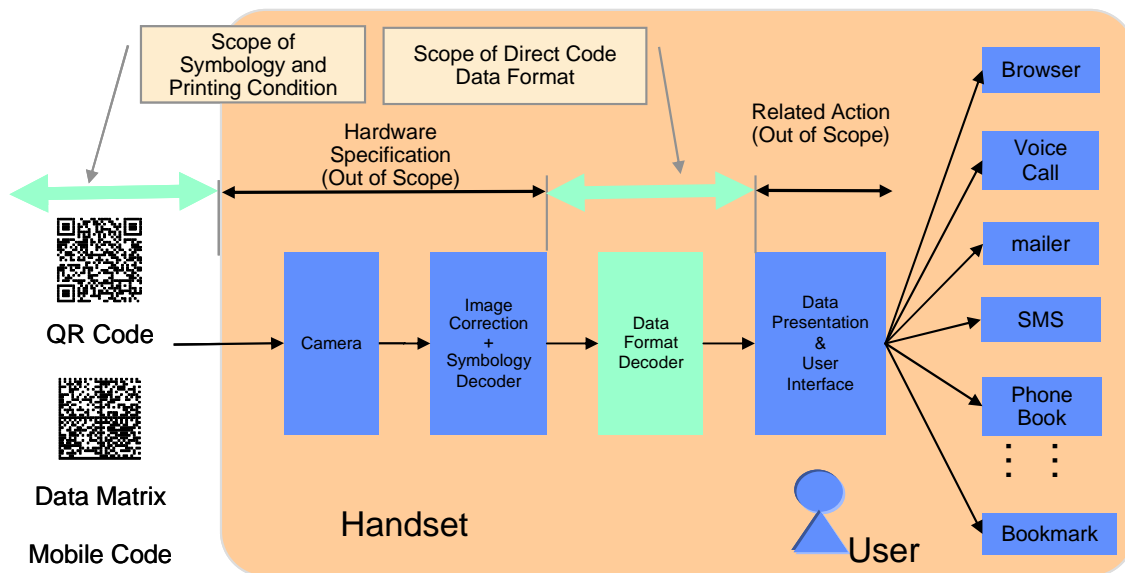 Scope of
Symbology and
Printing Condition
Scope of Direct Code
Data Format
Hardware
Specification
(Out of Scope)
Related Action
(Out of Scope)
QR Code
Data Matrix
Mobile Code
Camera
Image
Correction
+
Symbology
Decoder
Data
Format
Decoder
Data
Presentation
&
User
Interface
Browser
Voice
Call
mailer
SMS
Phone
Book
Bookmark
Handset
User